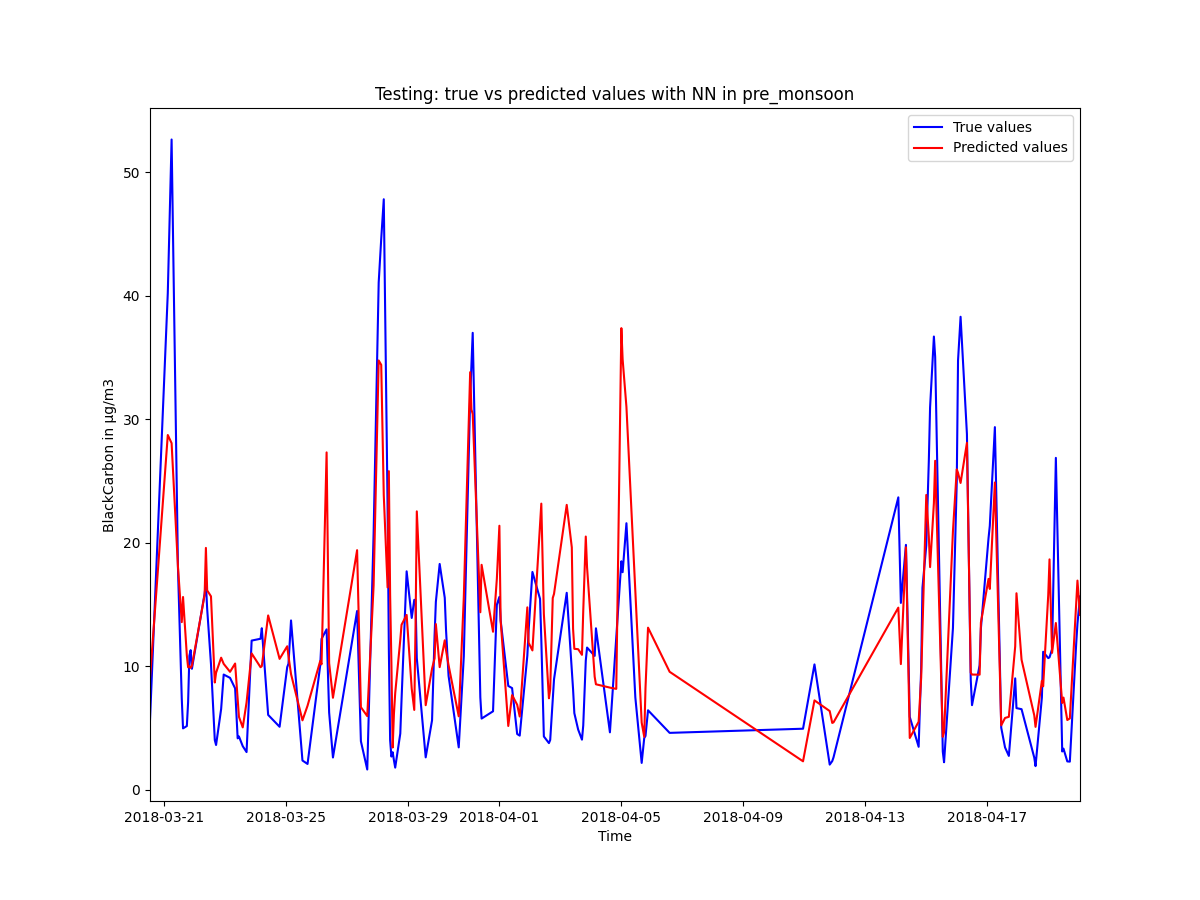 Testing: true vs predicted values with NN in pre_monsoon
True values
Predicted values
BlackCarbon in µg/m3
50
40
30
20
10
0
2018-03-21 2018-03-25 2018-03-29 2018-04-01 2018-04-05 2018-04-09 2018-04-13 2018-04-17
Time